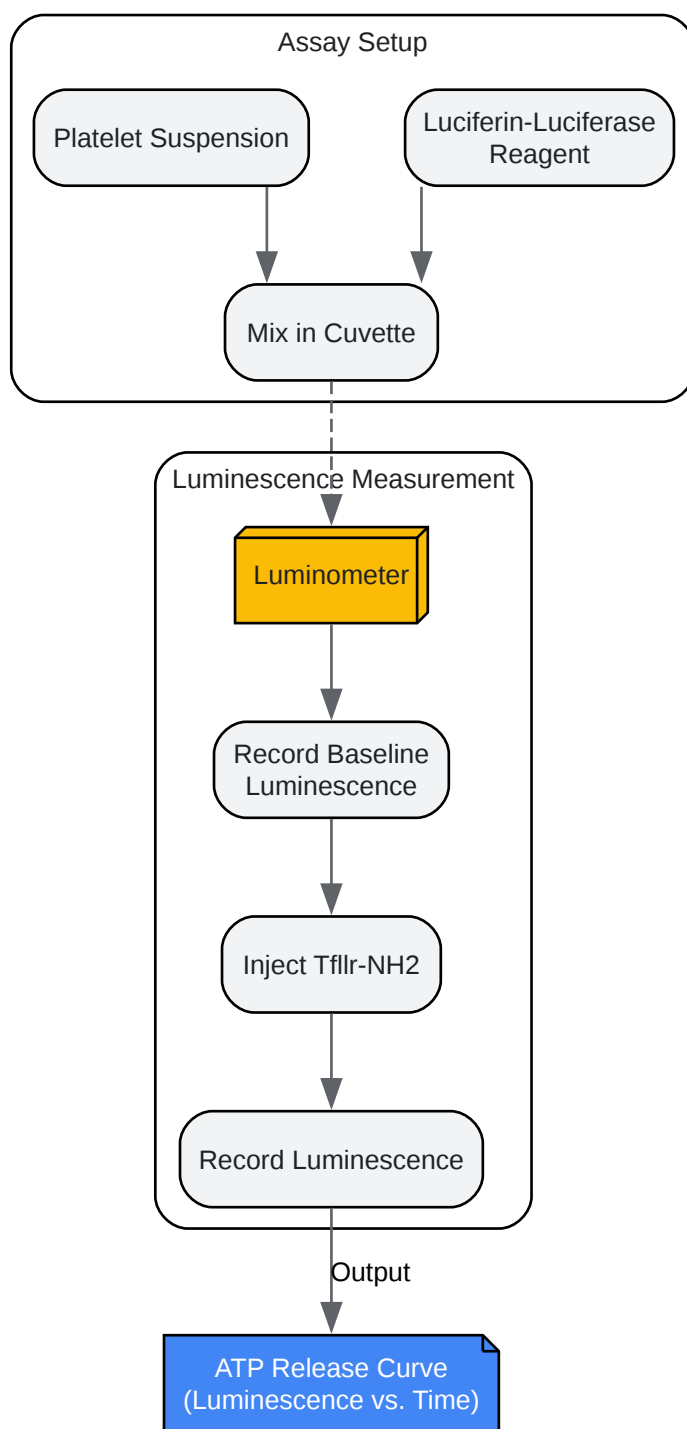 Assay Setup
Platelet Suspension
Luciferin-Luciferase
Reagent
Mix in Cuvette
Luminescence Measurement
Luminometer
Record Baseline
Luminescence
Inject Tfllr-NH2
Record Luminescence
Output
ATP Release Curve
(Luminescence vs. Time)